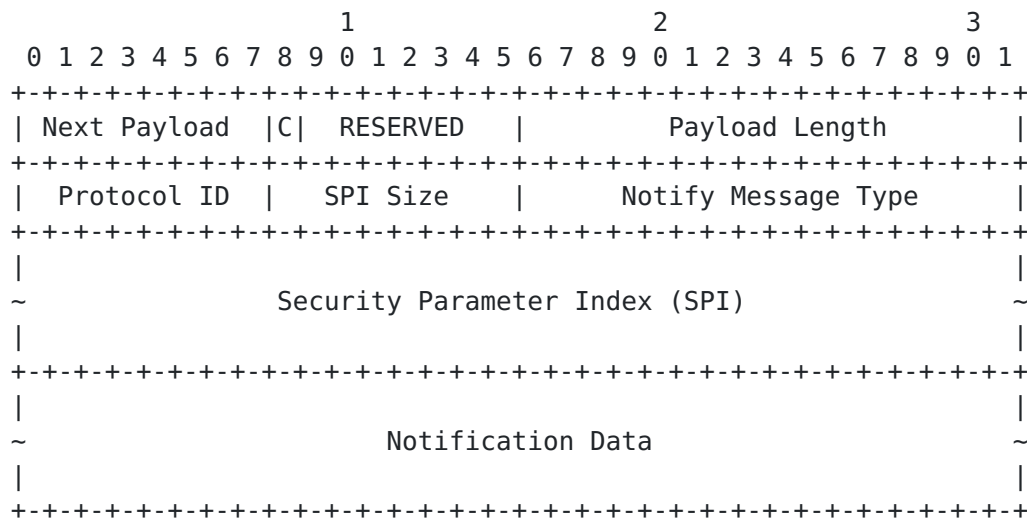 1                   2                   3
 0 1 2 3 4 5 6 7 8 9 0 1 2 3 4 5 6 7 8 9 0 1 2 3 4 5 6 7 8 9 0 1
+-+-+-+-+-+-+-+-+-+-+-+-+-+-+-+-+-+-+-+-+-+-+-+-+-+-+-+-+-+-+-+-+
| Next Payload  |C|  RESERVED   |         Payload Length        |
+-+-+-+-+-+-+-+-+-+-+-+-+-+-+-+-+-+-+-+-+-+-+-+-+-+-+-+-+-+-+-+-+
|  Protocol ID  |   SPI Size    |      Notify Message Type      |
+-+-+-+-+-+-+-+-+-+-+-+-+-+-+-+-+-+-+-+-+-+-+-+-+-+-+-+-+-+-+-+-+
|                                                               |
~                Security Parameter Index (SPI)                 ~
|                                                               |
+-+-+-+-+-+-+-+-+-+-+-+-+-+-+-+-+-+-+-+-+-+-+-+-+-+-+-+-+-+-+-+-+
|                                                               |
~                       Notification Data                       ~
|                                                               |
+-+-+-+-+-+-+-+-+-+-+-+-+-+-+-+-+-+-+-+-+-+-+-+-+-+-+-+-+-+-+-+-+